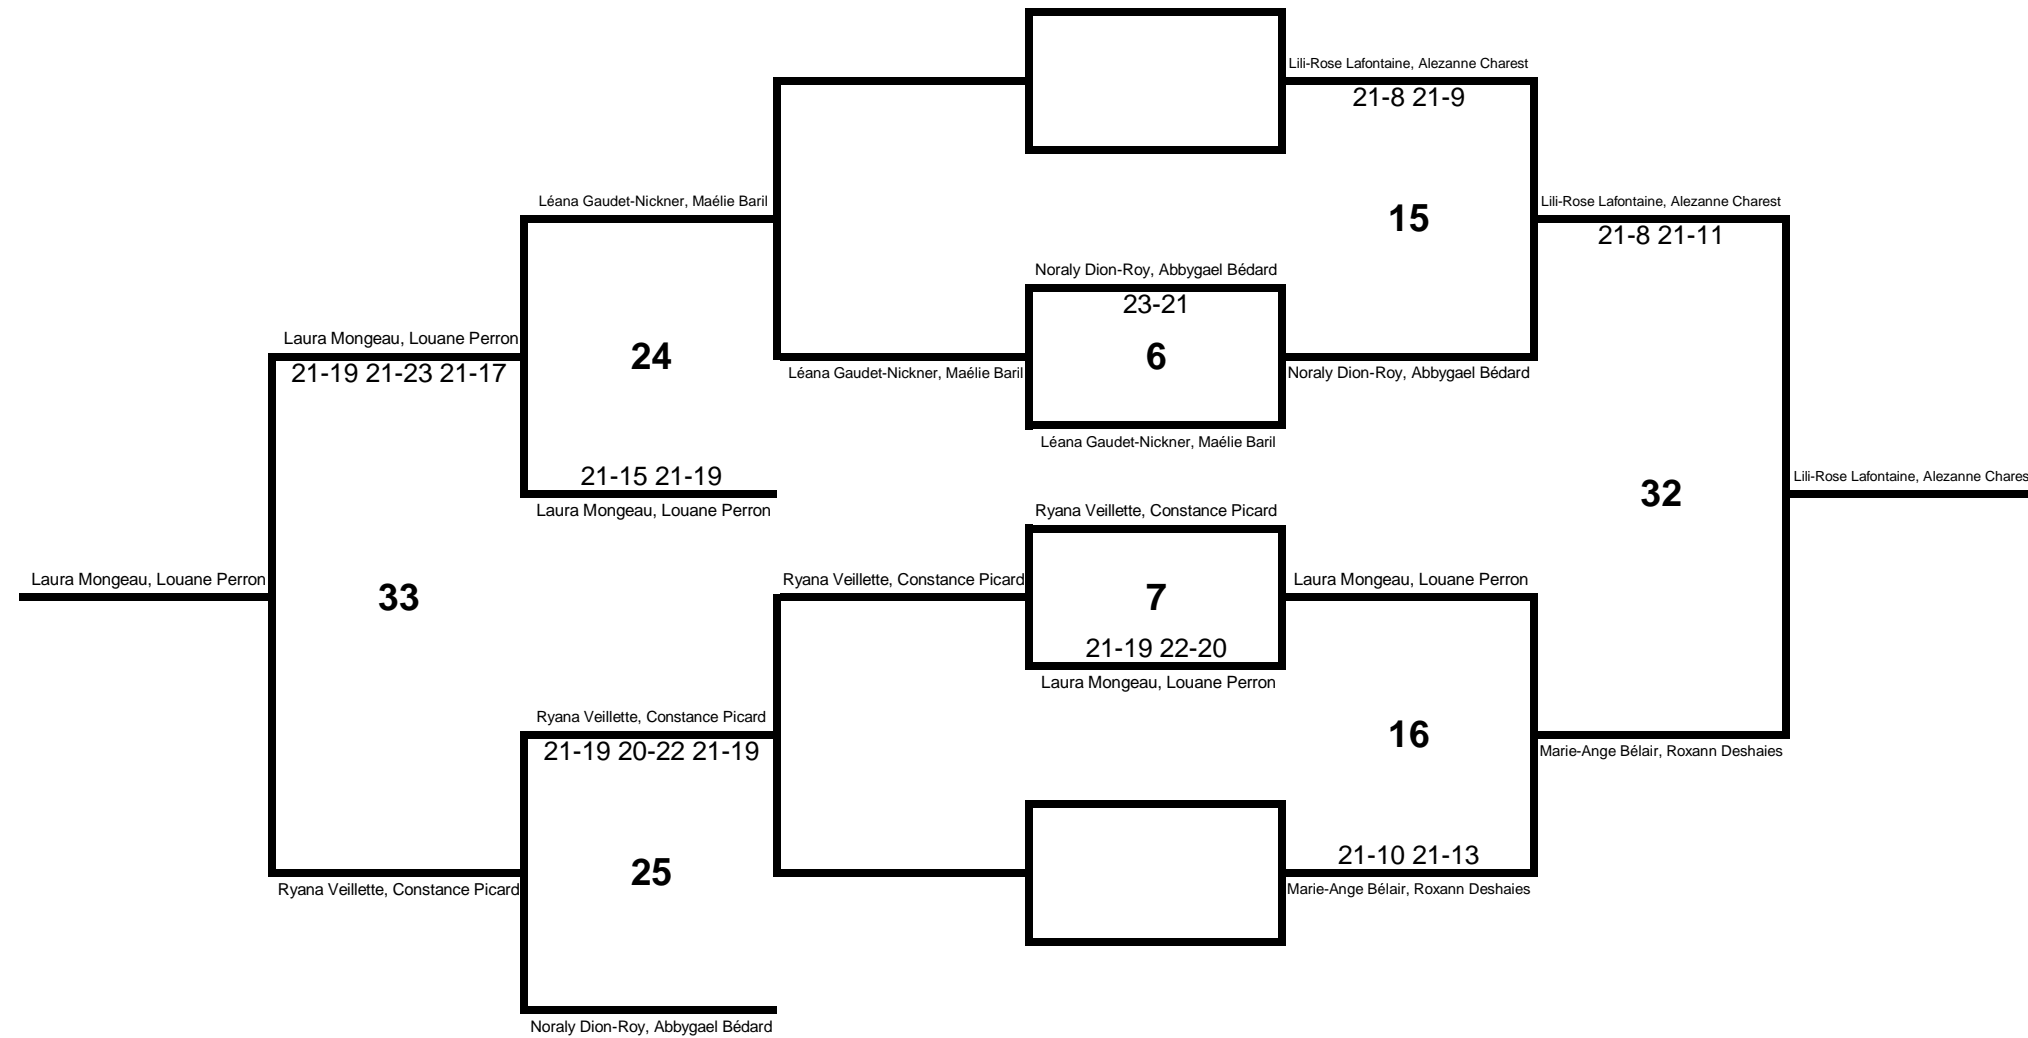 Lili-Rose Lafontaine, Alezanne Charest
21-8 21-9
Léana Gaudet-Nickner, Maélie Baril
15
Lili-Rose Lafontaine, Alezanne Charest
21-8 21-11
Noraly Dion-Roy, Abbygael Bédard
23-21
Laura Mongeau, Louane Perron
21-19 21-23 21-17
24
Léana Gaudet-Nickner, Maélie Baril
6
Noraly Dion-Roy, Abbygael Bédard
Léana Gaudet-Nickner, Maélie Baril
21-15 21-19
Laura Mongeau, Louane Perron
Ryana Veillette, Constance Picard
32
Lili-Rose Lafontaine, Alezanne Chares
Laura Mongeau, Louane Perron
33
Ryana Veillette, Constance Picard
7
Laura Mongeau, Louane Perron
21-19 22-20
Laura Mongeau, Louane Perron
Ryana Veillette, Constance Picard
21-19 20-22 21-19
16
Marie-Ange Bélair, Roxann Deshaies
Ryana Veillette, Constance Picard
25
21-10 21-13
Marie-Ange Bélair, Roxann Deshaies
Noraly Dion-Roy, Abbygael Bédard